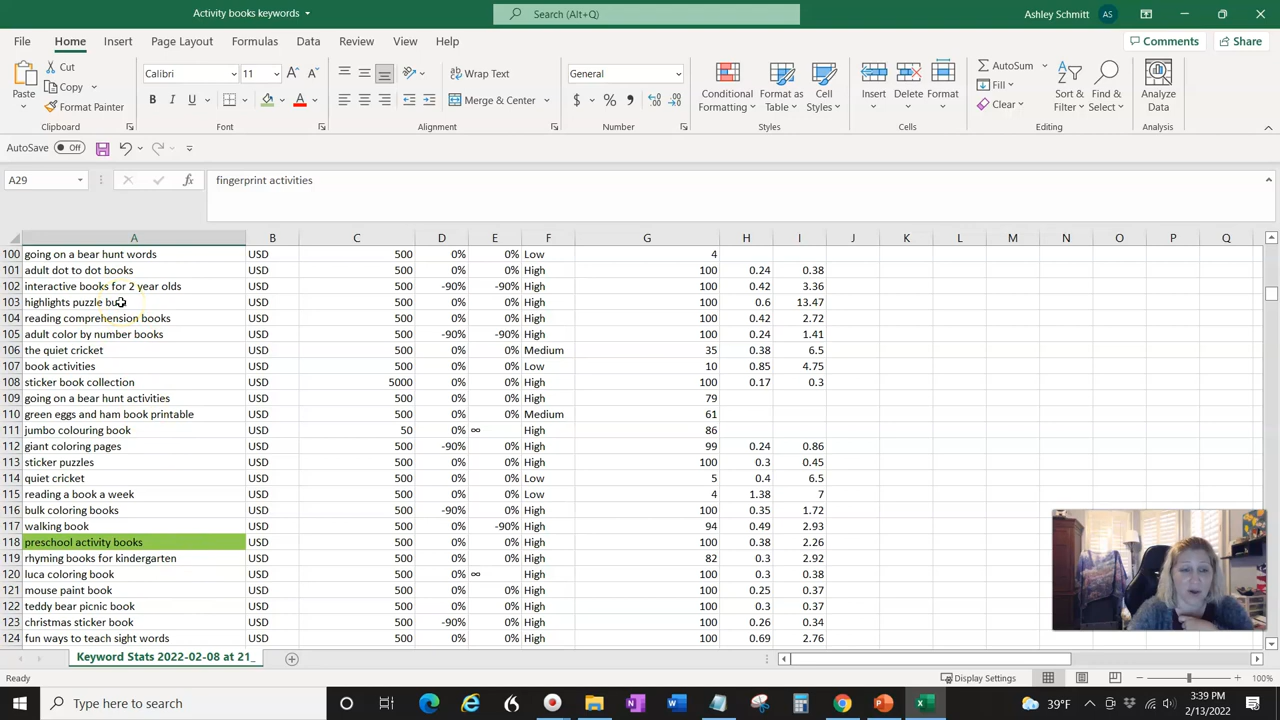 Activity books keywords
Search (Alt+Q)
Ashley Schmitt
AS
File Home Insert Page Layout Formulas Data Review View Help
Comments Share
Paste Cut Copy Format Painter
Calibri 11
Wrap Text
General
Merge & Center
Conditional Formatting
Format as Table
Cell Styles
Insert Delete Format
AutoSum
Fill
Clear
Sort & Filter
Find & Select
Analyze Data
Clipboard Font Alignment Number Styles Cells Editing Analysis
AutoSave Off
A29 fx fingerprint activities
A B C D E F G H I J K L M N O P Q
100 going on a bear hunt words USD 500 0% 0% Low 4
101 adult dot to dot books USD 500 0% 0% High 100 0.24 0.38
102 interactive books for 2 year olds USD 500 -90% -90% High 100 0.42 3.36
103 highlights puzzle USD 500 0% 0% High 100 0.6 13.47
104 reading comprehension books USD 500 0% 0% High 100 0.42 2.72
105 adult color by number books USD 500 -90% -90% High 100 0.24 1.41
106 the quiet cricket USD 500 0% 0% Medium 35 0.38 6.5
107 book activities USD 500 0% 0% Low 10 0.85 4.75
108 sticker book collection USD 5000 0% 0% High 100 0.17 0.3
109 going on a bear hunt activities USD 500 0% 0% High 79
110 green eggs and ham book printable USD 500 0% 0% Medium 61
111 jumbo colouring book USD 50 0% ∞ High 86
112 giant coloring pages USD 500 -90% 0% High 99 0.24 0.86
113 sticker puzzles USD 500 0% 0% High 100 0.3 0.45
114 quiet cricket USD 500 0% 0% Low 5 0.4 6.5
115 reading a book a week USD 500 0% 0% Low 4 1.38 7
116 bulk coloring books USD 500 -90% 0% High 100 0.35 1.72
117 walking book USD 500 0% -90% High 94 0.49 2.93
118 preschool activity books USD 500 0% 0% High 100 0.38 2.26
119 rhyming books for kindergarten USD 500 0% 0% High 82 0.3 2.92
120 luca coloring book USD 500 0% ∞ High 100 0.3 0.38
121 mouse paint book USD 500 0% 0% High 100 0.25 0.37
122 teddy bear picnic book USD 500 0% 0% High 100 0.3 0.37
123 christmas sticker book USD 500 -90% 0% High 100 0.26 0.34
124 fun ways to teach sight words USD 500 0% 0% High 100 0.69 2.76
Keyword Stats 2022-02-08 at 21_
Ready
Display Settings
100%
Type here to search
39°F
3:39 PM
2/13/2022